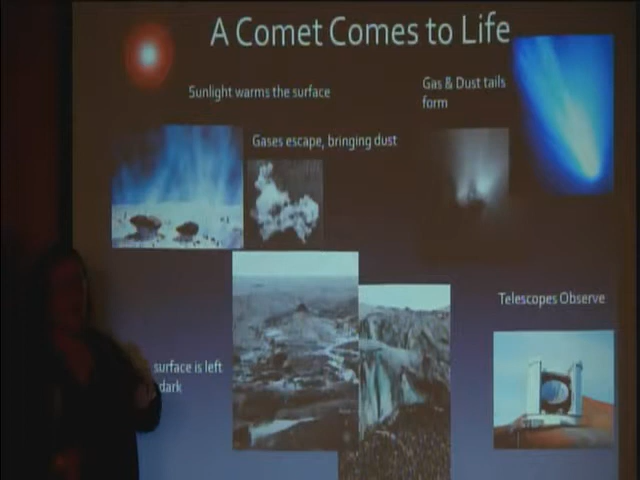 A Comet Comes to Life
Sunlight warms the surface
Gas & Dust tails
form
Gases escape, bringing dust
Telescopes Observe
surface is left
dark